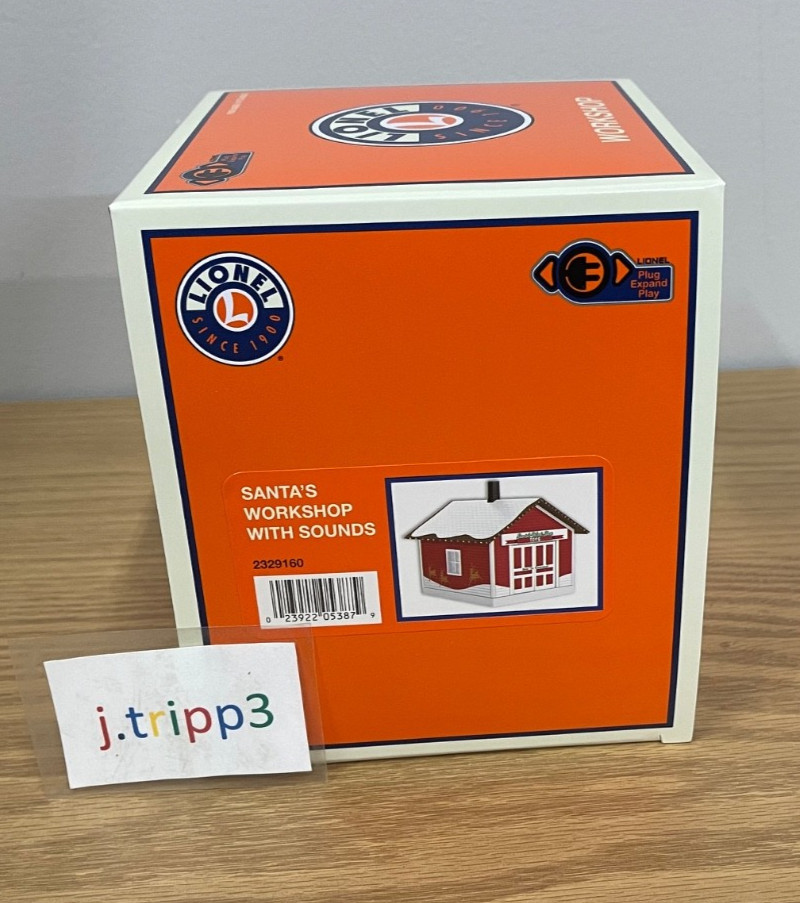 WORKSHOP
LIONEL
SINCE 1900
LIONEL
SINCE 1900
LIONEL
Plug
Expand
Play
SANTA'S
WORKSHOP
WITH SOUNDS
2329160
0 23922 05387 9
j.tripp3